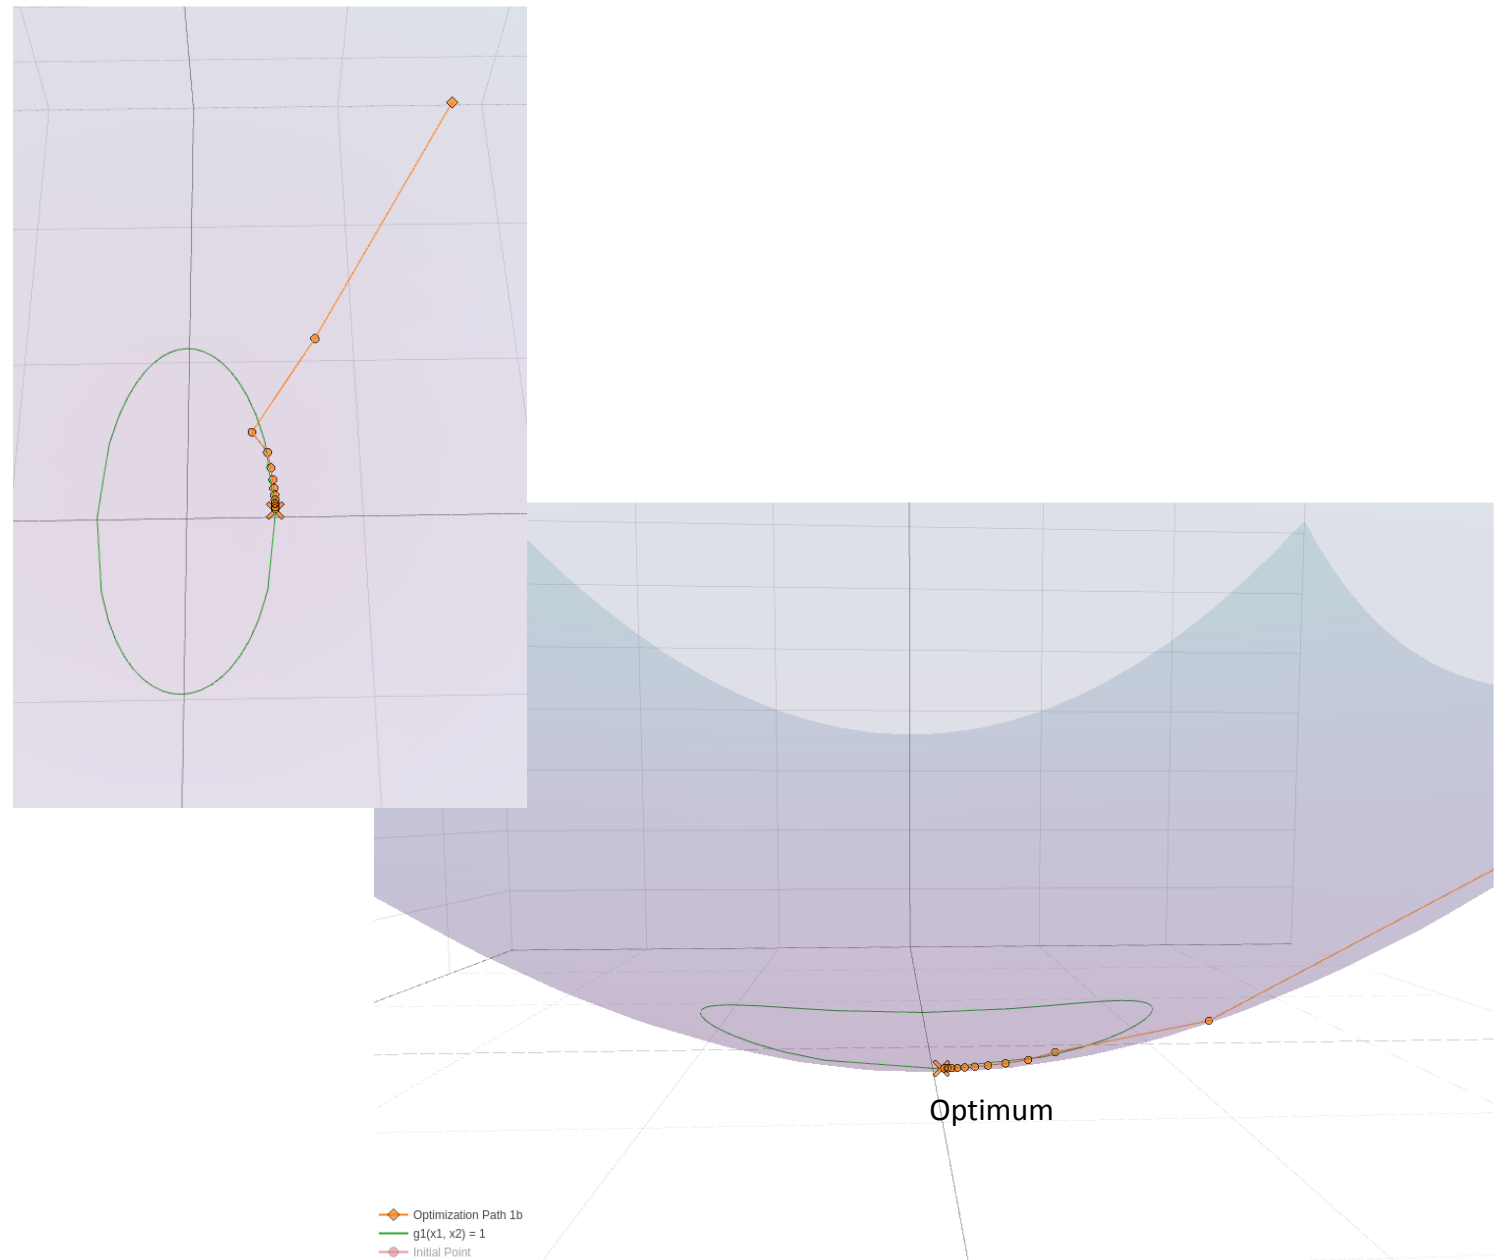 Optimum
Optimization Path 1b
g1(x1, x2) = 1
Initial Point